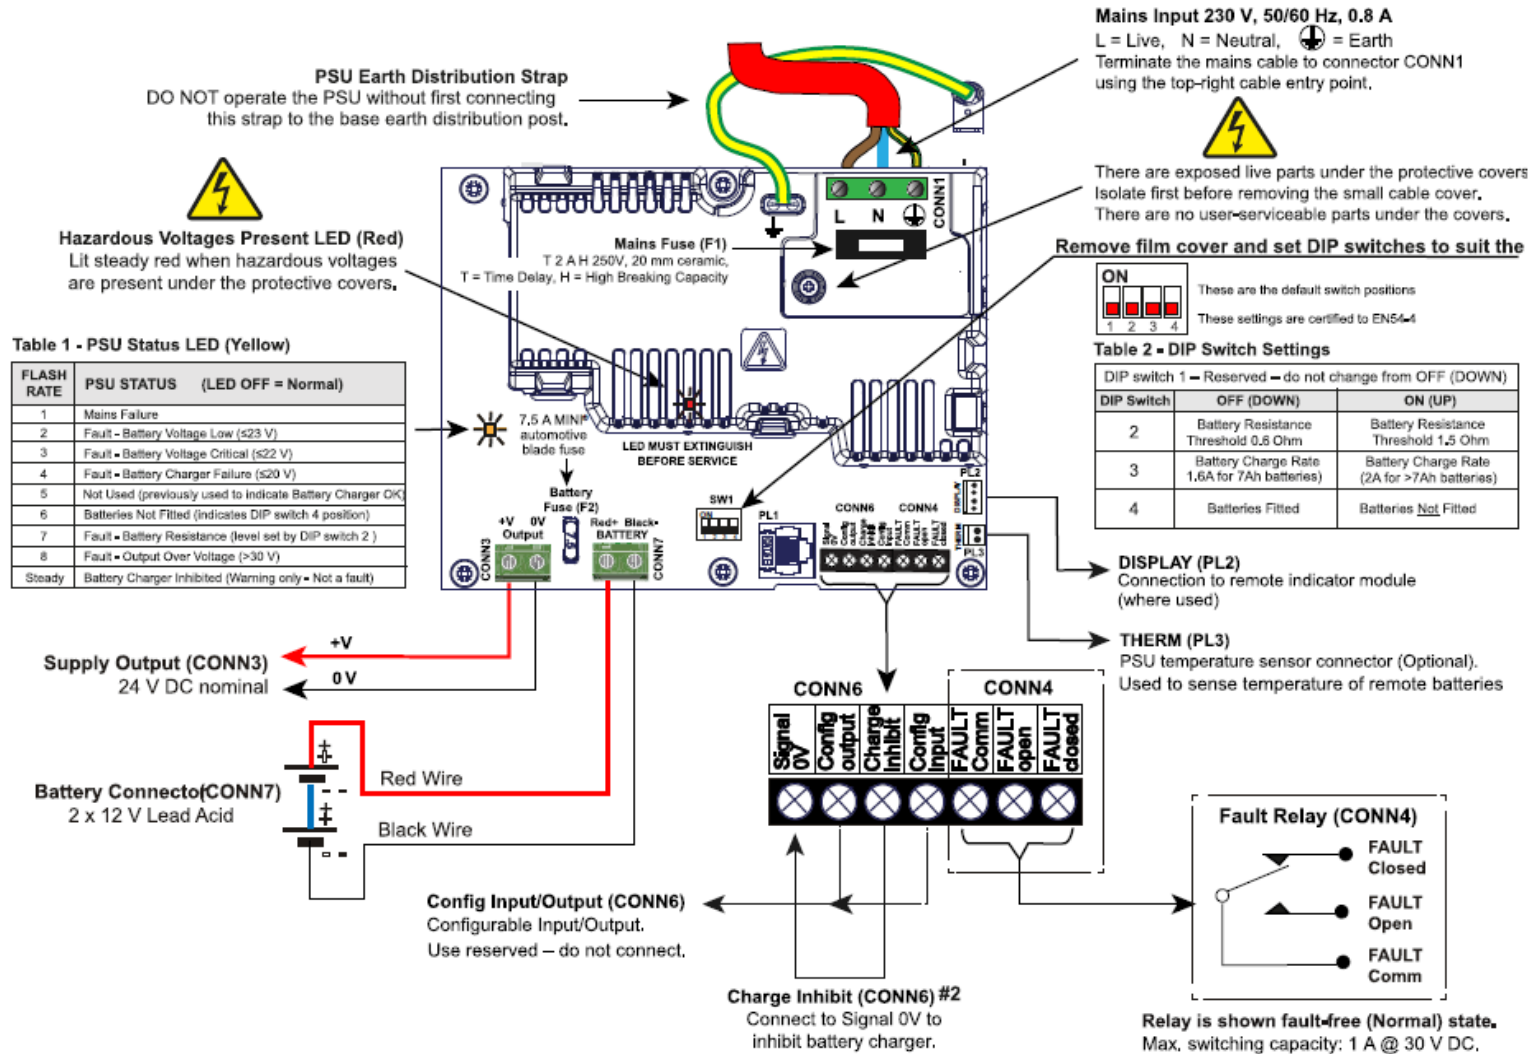 Mains Input 230 V, 50/60 Hz, 0.8 A
L = Live, N = Neutral, = Earth
Terminate the mains cable to connector CONN1
using the top-right cable entry point.
PSU Earth Distribution Strap
DO NOT operate the PSU without first connecting
this strap to the base earth distribution post.
There are exposed live parts under the protective covers
Isolate first before removing the small cable cover.
There are no user-serviceable parts under the covers.
Hazardous Voltages Present LED (Red)
Lit steady red when hazardous voltages
are present under the protective covers.
L N
CONN1
Mains Fuse (F1)
T 2 A H 250V, 20 mm ceramic,
T = Time Delay, H = High Breaking Capacity
Remove film cover and set DIP switches to suit the
ON
1 2 3 4
These are the default switch positions
These settings are certified to EN54-4
Table 1 - PSU Status LED (Yellow)
FLASH RATE PSU STATUS (LED OFF = Normal)
1 Mains Failure
2 Fault - Battery Voltage Low (≤23 V)
3 Fault - Battery Voltage Critical (≤22 V)
4 Fault - Battery Charger Failure (≤20 V)
5 Not Used (previously used to indicate Battery Charger OK)
6 Batteries Not Fitted (indicates DIP switch 4 position)
7 Fault - Battery Resistance (level set by DIP switch 2 )
8 Fault - Output Over Voltage (>30 V)
Steady Battery Charger Inhibited (Warning only - Not a fault)
Table 2 - DIP Switch Settings
DIP switch 1 – Reserved – do not change from OFF (DOWN)
DIP Switch OFF (DOWN) ON (UP)
2 Battery Resistance Threshold 0.6 Ohm Battery Resistance Threshold 1.5 Ohm
3 Battery Charge Rate 1.6A for 7Ah batteries) Battery Charge Rate (2A for >7Ah batteries)
4 Batteries Fitted Batteries Not Fitted
7.5 A MINI®
automotive
blade fuse
LED MUST EXTINGUISH
BEFORE SERVICE
Battery
Fuse (F2)
+V 0V
Output
CONN3
7.5
Red+ Black-
BATTERY
CONN7
SW1
ON
PL1
CONN6 CONN4
Signal 0V
Config output
Charge Inhibit
Config Input
FAULT Comm
FAULT open
FAULT closed
PL2
DISPLAY
THERM
PL3
DISPLAY (PL2)
Connection to remote indicator module
(where used)
THERM (PL3)
PSU temperature sensor connector (Optional).
Used to sense temperature of remote batteries
+V
0 V
Supply Output (CONN3)
24 V DC nominal
CONN6 CONN4
Signal 0V
Config output
Charge Inhibit
Config Input
FAULT Comm
FAULT open
FAULT closed
Battery Connector(CONN7)
2 x 12 V Lead Acid
+
- -
+
-
Red Wire
Black Wire
Config Input/Output (CONN6)
Configurable Input/Output.
Use reserved – do not connect.
Charge Inhibit (CONN6) #2
Connect to Signal 0V to
inhibit battery charger.
Fault Relay (CONN4)
FAULT
Closed
FAULT
Open
FAULT
Comm
Relay is shown fault-free (Normal) state.
Max. switching capacity: 1 A @ 30 V DC.